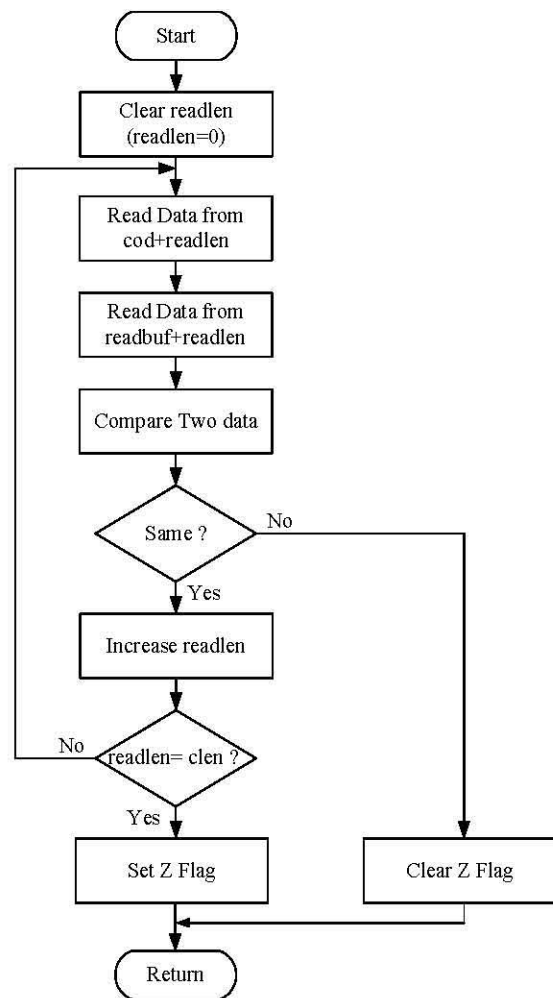 Start
Clear readlen
(readlen=0)
Read Data from
cod+readlen
Read Data from
readbuf+readlen
Compare Two data
Same ?
No
Yes
Increase readlen
No
readlen= clen ?
Yes
Set Z Flag
Clear Z Flag
Return